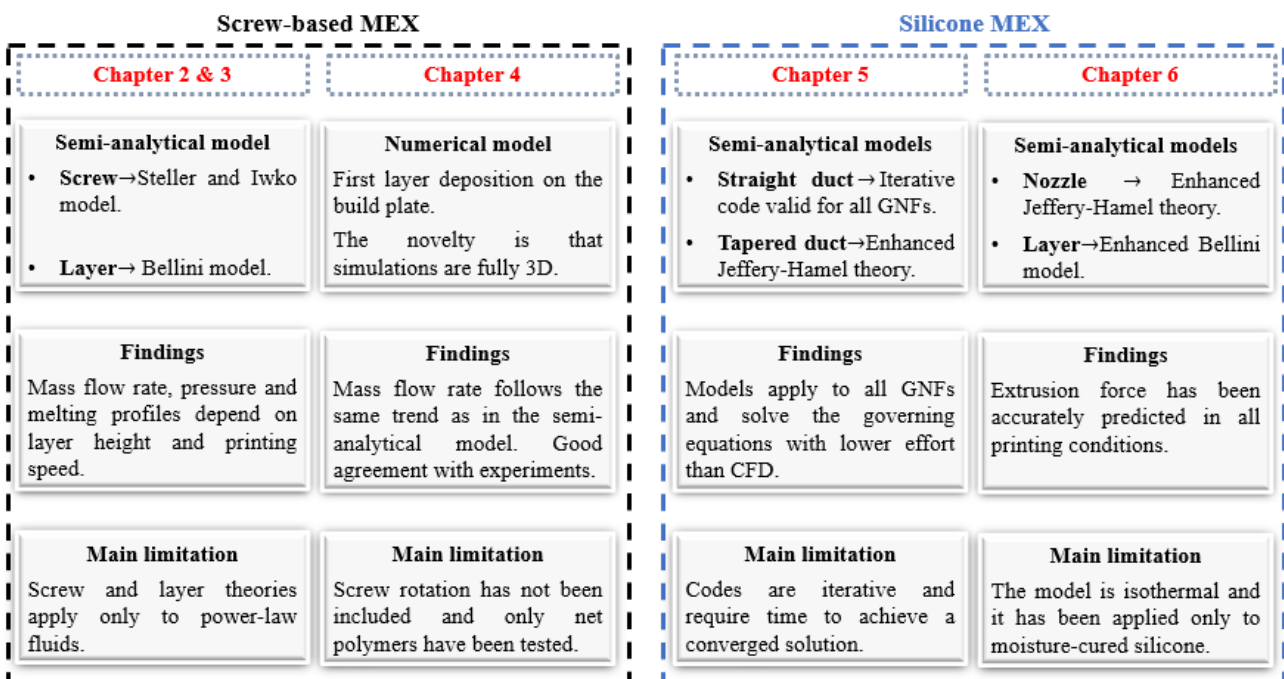 Screw-based MEX
Chapter 2 & 3
Semi-analytical model
• Screw→Steller and Iwko
model.
• Layer→ Bellini model.
Findings
Mass flow rate, pressure and
melting profiles depend on
layer height and printing
speed.
Main limitation
Screw and layer theories
apply only to power-law
fluids.
Chapter 4
Numerical model
First layer deposition on the
build plate.
The novelty is that
simulations are fully 3D.
Findings
Mass flow rate follows the
same trend as in the semi-
analytical model. Good
agreement with experiments.
Main limitation
Screw rotation has not been
included and only net
polymers have been tested.
Silicone MEX
Chapter 5
Semi-analytical models
• Straight duct→Iterative
code valid for all GNFs.
• Tapered duct→Enhanced
Jeffery-Hamel theory.
Findings
Models apply to all GNFs
and solve the governing
equations with lower effort
than CFD.
Main limitation
Codes are iterative and
require time to achieve a
converged solution.
Chapter 6
Semi-analytical models
• Nozzle → Enhanced
Jeffery-Hamel theory.
• Layer→Enhanced Bellini
model.
Findings
Extrusion force has been
accurately predicted in all
printing conditions.
Main limitation
The model is isothermal and
it has been applied only to
moisture-cured silicone.